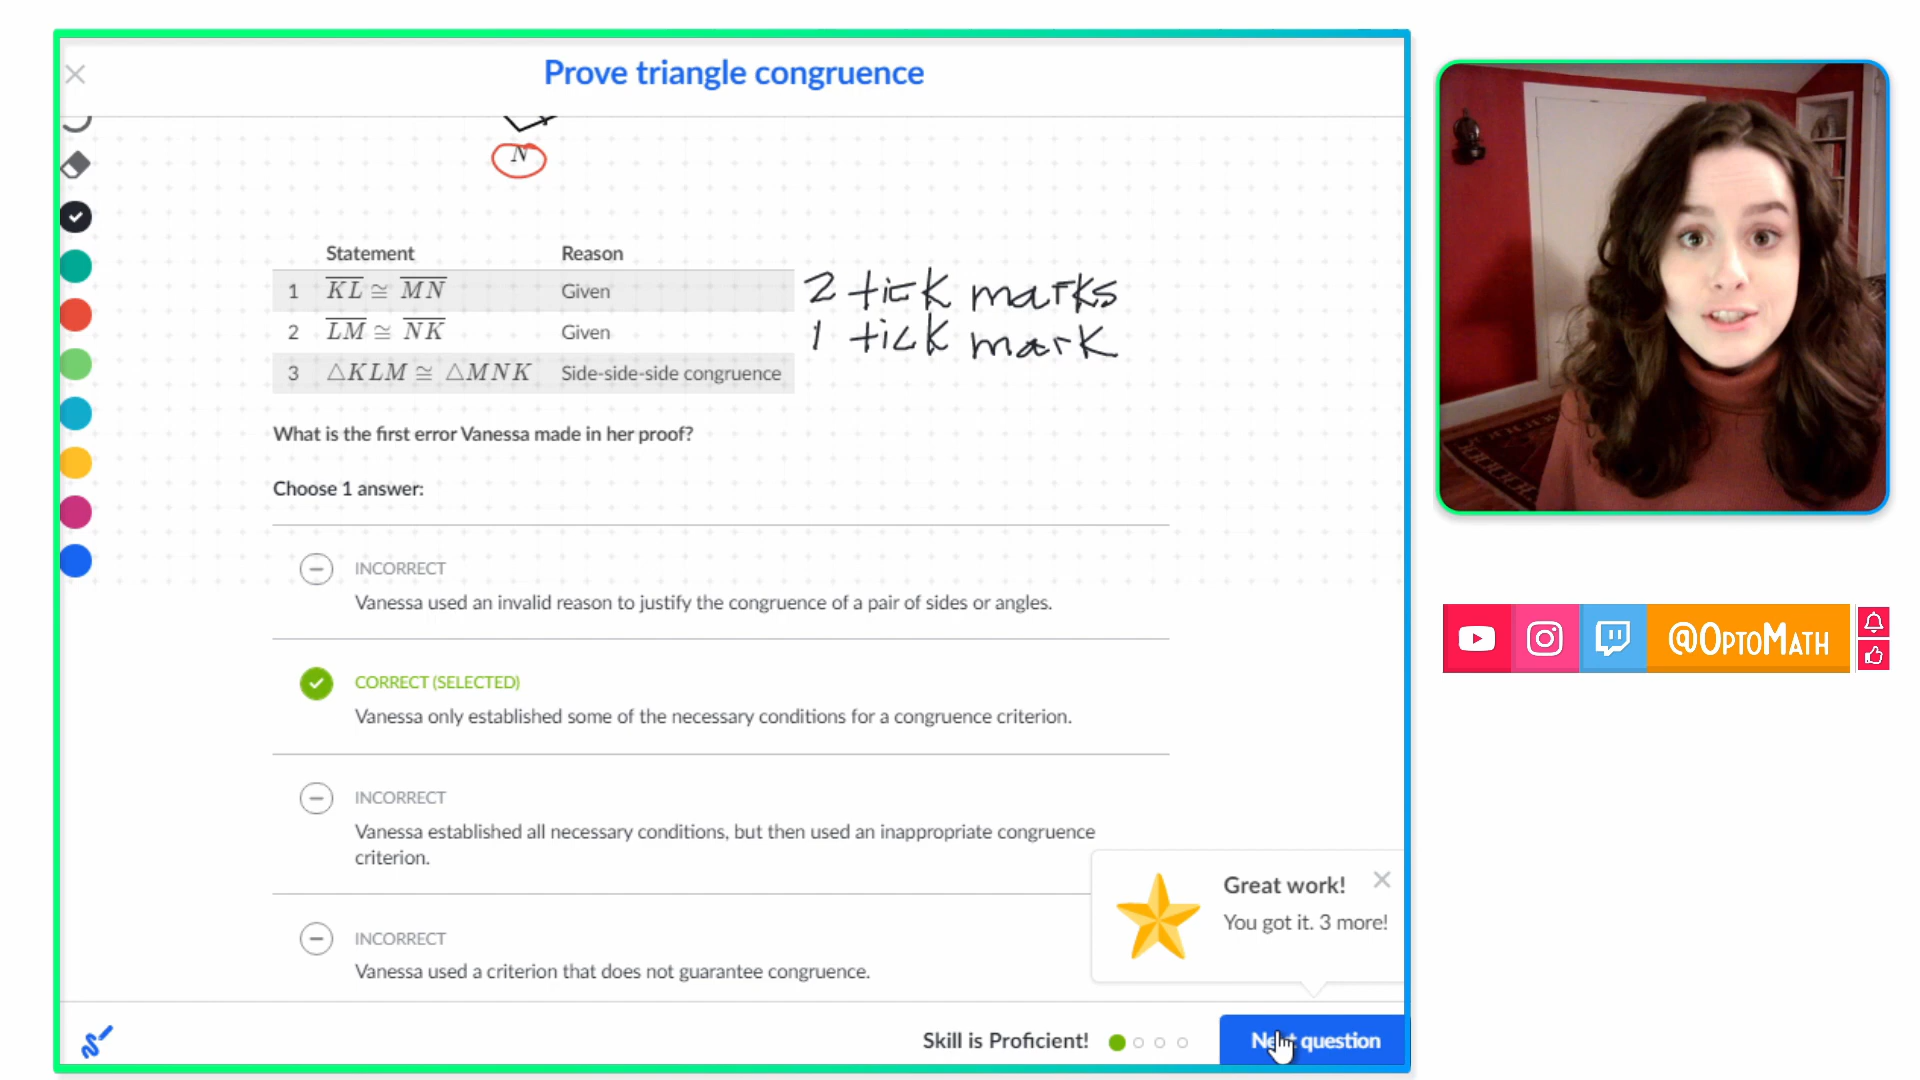 Prove triangle congruence
N
Statement Reason
1 KL ≅ MN Given 2 tick marks
2 LM ≅ NK Given 1 tick mark
3 △KLM ≅ △MNK Side-side-side congruence
What is the first error Vanessa made in her proof?
Choose 1 answer:
INCORRECT
Vanessa used an invalid reason to justify the congruence of a pair of sides or angles.
CORRECT (SELECTED)
Vanessa only established some of the necessary conditions for a congruence criterion.
INCORRECT
Vanessa established all necessary conditions, but then used an inappropriate congruence
criterion.
INCORRECT
Vanessa used a criterion that does not guarantee congruence.
Great work!
You got it. 3 more!
Skill is Proficient!
Next question
@OptoMath